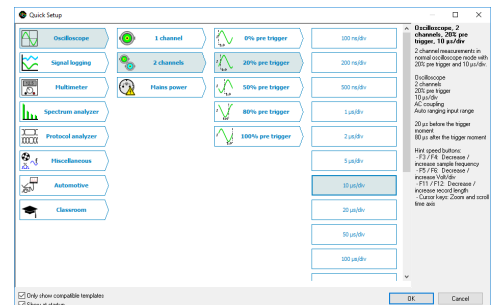 Quick Setup
Oscilloscope
Signal logging
Multimeter
Spectrum analyzer
Protocol analyzer
Miscellaneous
Automotive
Classroom
1 channel
2 channels
Mains power
0% pre trigger
20% pre trigger
50% pre trigger
80% pre trigger
100% pre trigger
100 ns/div
200 ns/div
500 ns/div
1 µs/div
2 µs/div
5 µs/div
10 µs/div
20 µs/div
50 µs/div
100 µs/div
Oscilloscope, 2
channels, 20% pre
trigger, 10 µs/div
2 channel measurements in
normal oscilloscope mode with
20% pre trigger and 10 µs/div.
Oscilloscope
2 channels
20% pre trigger
10 µs/div
AC coupling
Auto ranging input range
20 µs before the trigger
moment
80 µs after the trigger moment
Hint speed buttons:
- F3 / F4: Decrease /
increase sample frequency
- F5 / F6: Decrease /
increase Volt/div
- F11 / F12: Decrease /
increase record length
- Cursor keys: Zoom and scroll
time axis
Only show compatible templates
Show at startup
OK
Cancel